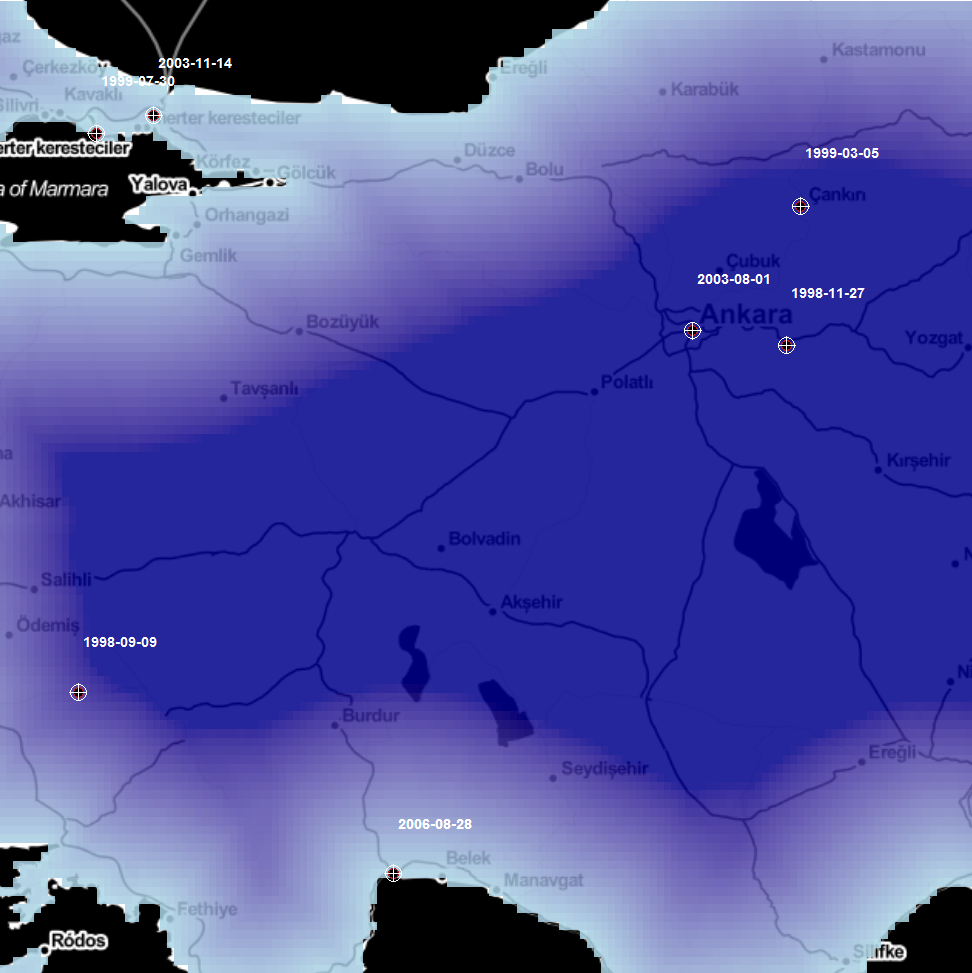 Kastamonu
2003-11-14
Çerkezköy
Ereğli
1999-07-30
Karabük
Kavaklı
Silivri
erter keresteciler
erter keresteciler
Düzce
1999-03-05
Körfez
Bolu
Gölcük
a of Marmara
Yalova
Çankırı
Orhangazi
Gemlik
Çubuk
2003-08-01
1998-11-27
Ankara
Bozüyük
Yozgat
Polatlı
Tavşanlı
Kırşehir
Akhisar
Bolvadin
Salihli
Akşehir
Ödemiş
1998-09-09
Burdur
Ereğli
Seydişehir
2006-08-28
Belek
Manavgat
Fethiye
Ródos
Silifke